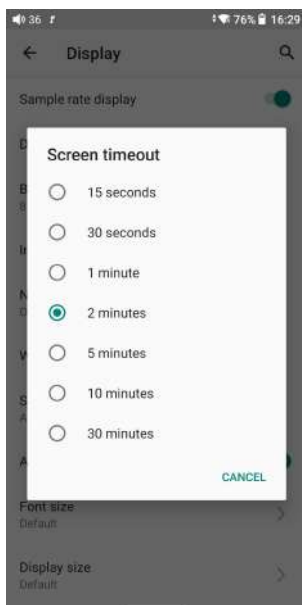 36 76% 16:29
Display
Sample rate display
Screen timeout
15 seconds
30 seconds
1 minute
2 minutes
5 minutes
10 minutes
30 minutes
CANCEL
Font size
Default
Display size
Default